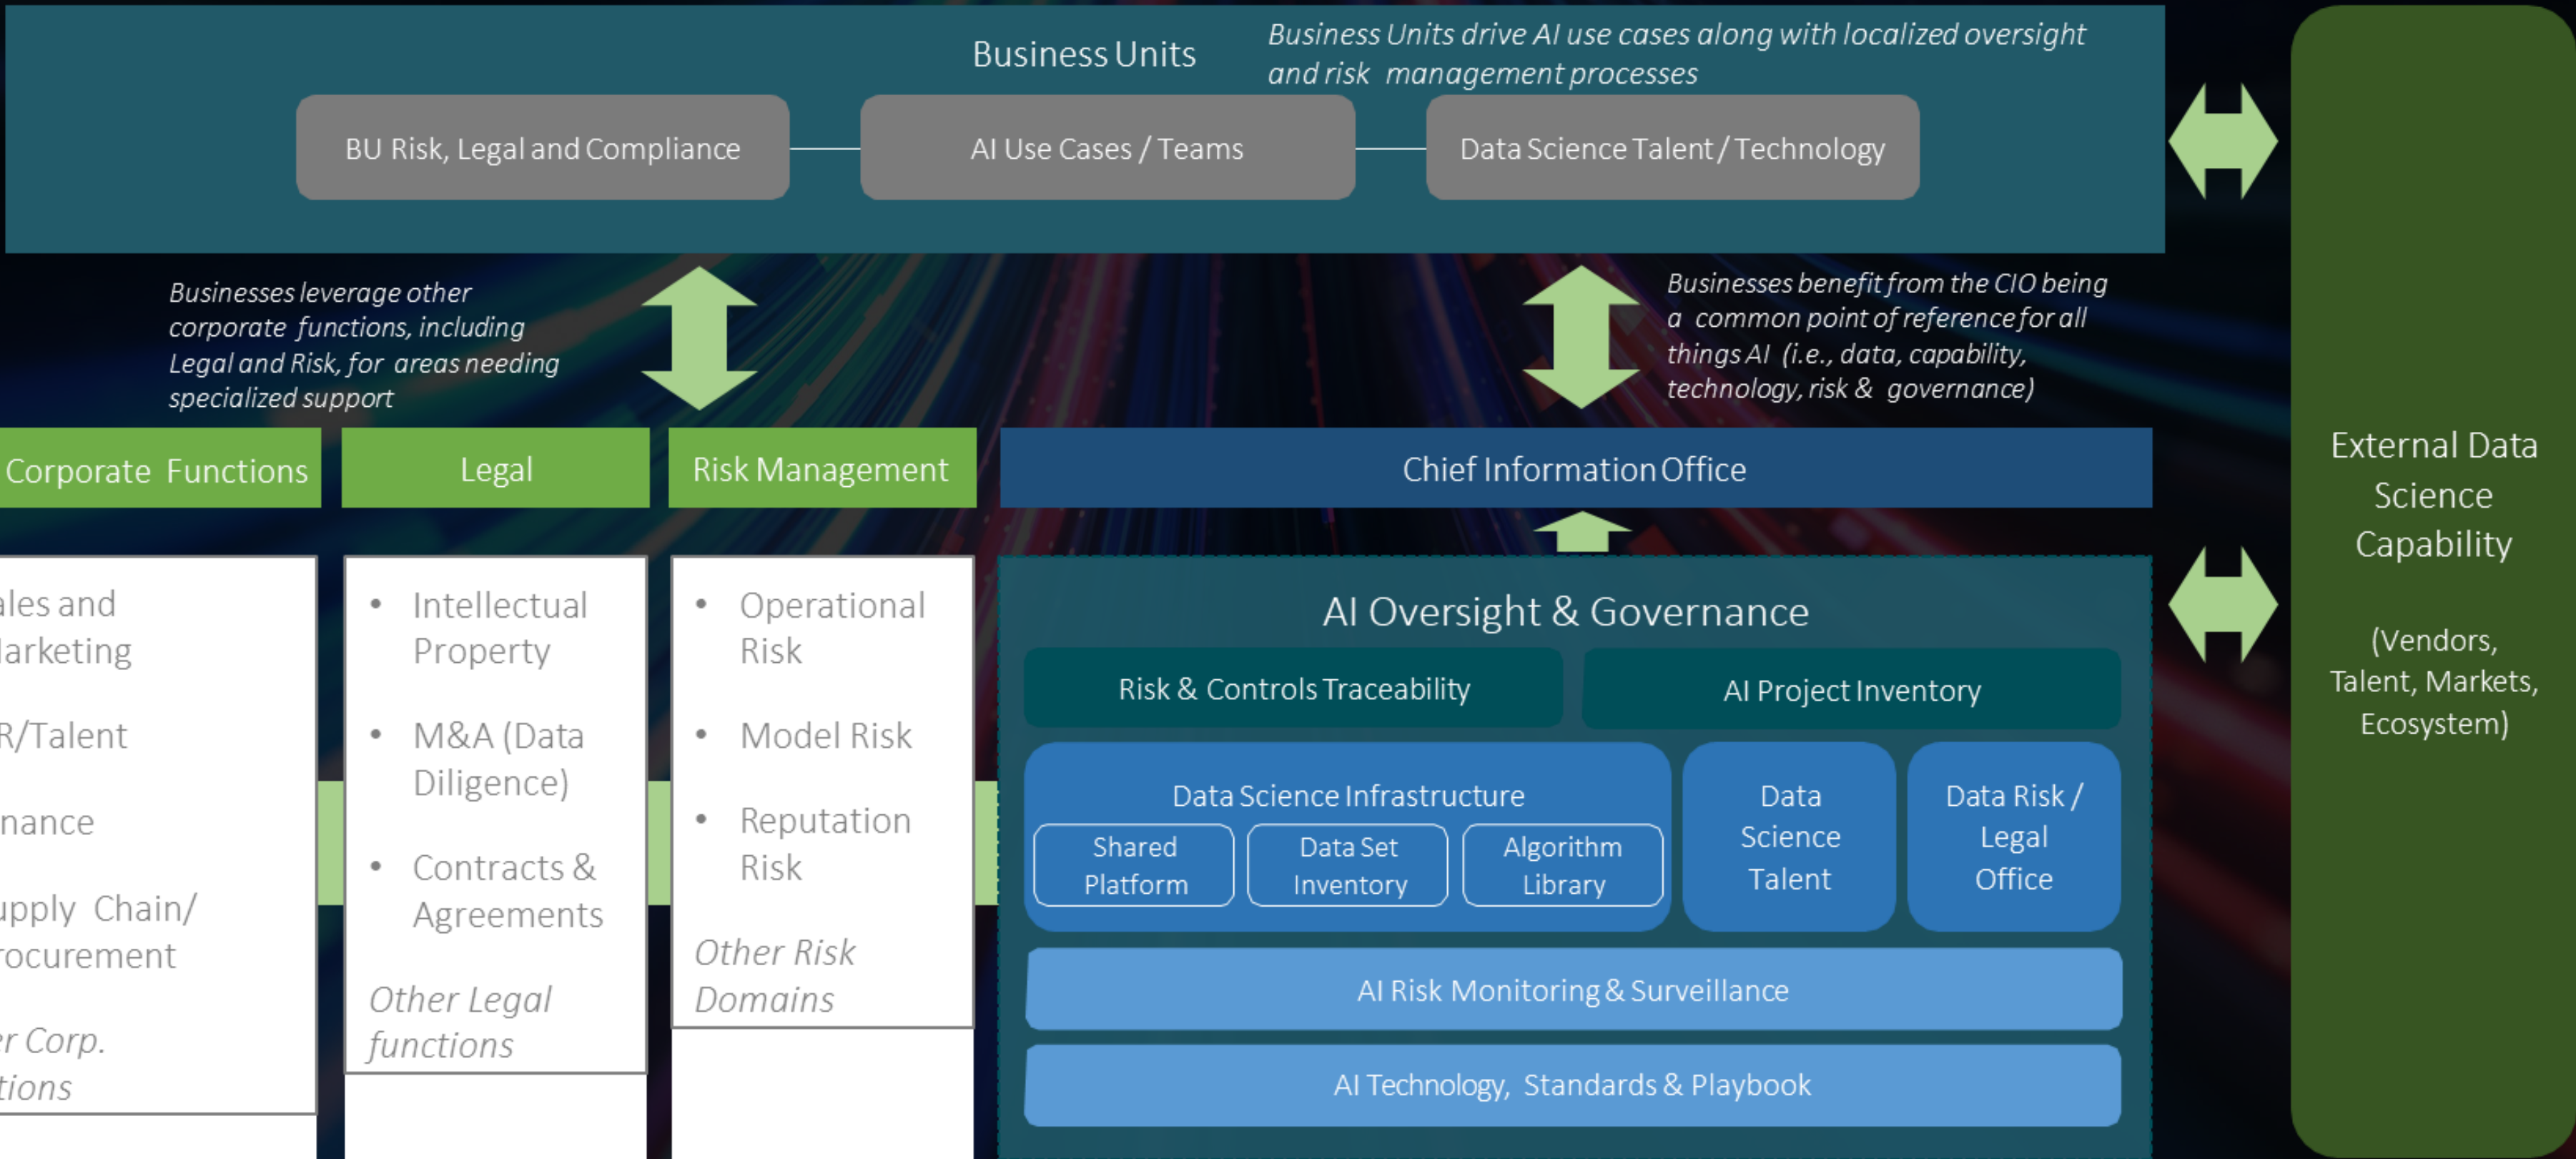 Business Units
Business Units drive AI use cases along with localized oversight
and risk management processes
BU Risk, Legal and Compliance
AI Use Cases / Teams
Data Science Talent / Technology
Businesses leverage other
corporate functions, including
Legal and Risk, for areas needing
specialized support
Businesses benefit from the CIO being
a common point of reference for all
things AI (i.e., data, capability,
technology, risk & governance)
Corporate Functions
Legal
Risk Management
Chief Information Office
ales and
arketing
R/Talent
nance
upply Chain/
rocurement
er Corp.
tions
• Intellectual
Property
• M&A (Data
Diligence)
• Contracts &
Agreements
Other Legal
functions
• Operational
Risk
• Model Risk
• Reputation
Risk
Other Risk
Domains
AI Oversight & Governance
Risk & Controls Traceability
AI Project Inventory
Data Science Infrastructure
Shared
Platform
Data Set
Inventory
Algorithm
Library
Data
Science
Talent
Data Risk /
Legal
Office
AI Risk Monitoring & Surveillance
AI Technology, Standards & Playbook
External Data
Science
Capability
(Vendors,
Talent, Markets,
Ecosystem)